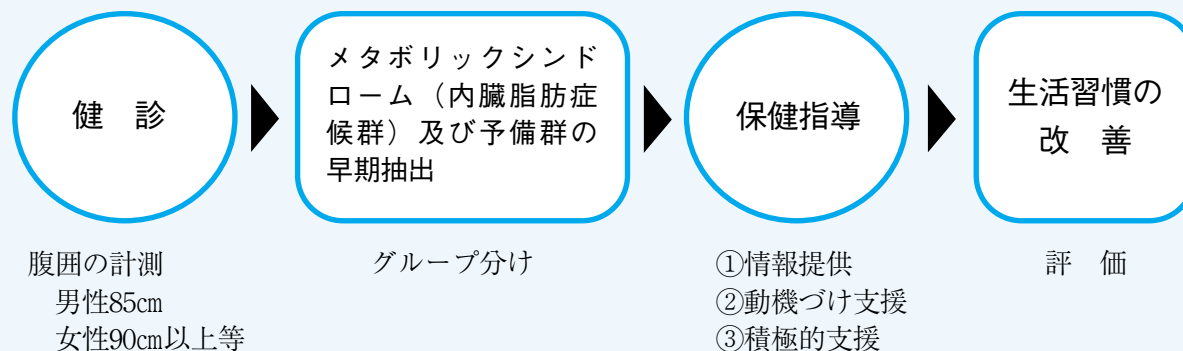 健　診
メタボリックシンド
ローム（内臓脂肪症
候群）及び予備群の
早期抽出
保健指導
生活習慣の
改　善
腹囲の計測
男性85㎝
女性90㎝以上等
グループ分け
①情報提供
②動機づけ支援
③積極的支援
評　価